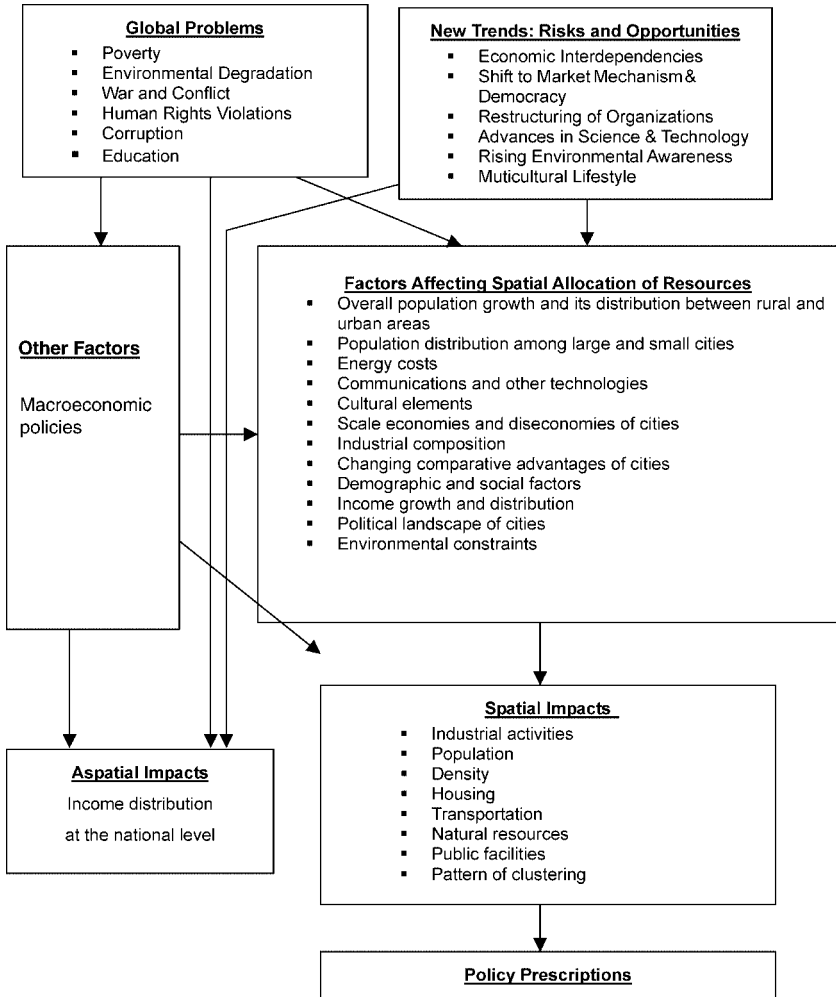 Global Problems
▪ Poverty
▪ Environmental Degradation
▪ War and Conflict
▪ Human Rights Violations
▪ Corruption
▪ Education
New Trends: Risks and Opportunities
▪ Economic Interdependencies
▪ Shift to Market Mechanism &
Democracy
▪ Restructuring of Organizations
▪ Advances in Science & Technology
▪ Rising Environmental Awareness
▪ Muticultural Lifestyle
Other Factors
Macroeconomic
policies
Factors Affecting Spatial Allocation of Resources
▪ Overall population growth and its distribution between rural and
urban areas
▪ Population distribution among large and small cities
▪ Energy costs
▪ Communications and other technologies
▪ Cultural elements
▪ Scale economies and diseconomies of cities
▪ Industrial composition
▪ Changing comparative advantages of cities
▪ Demographic and social factors
▪ Income growth and distribution
▪ Political landscape of cities
▪ Environmental constraints
Aspatial Impacts
Income distribution
at the national level
Spatial Impacts
▪ Industrial activities
▪ Population
▪ Density
▪ Housing
▪ Transportation
▪ Natural resources
▪ Public facilities
▪ Pattern of clustering
Policy Prescriptions